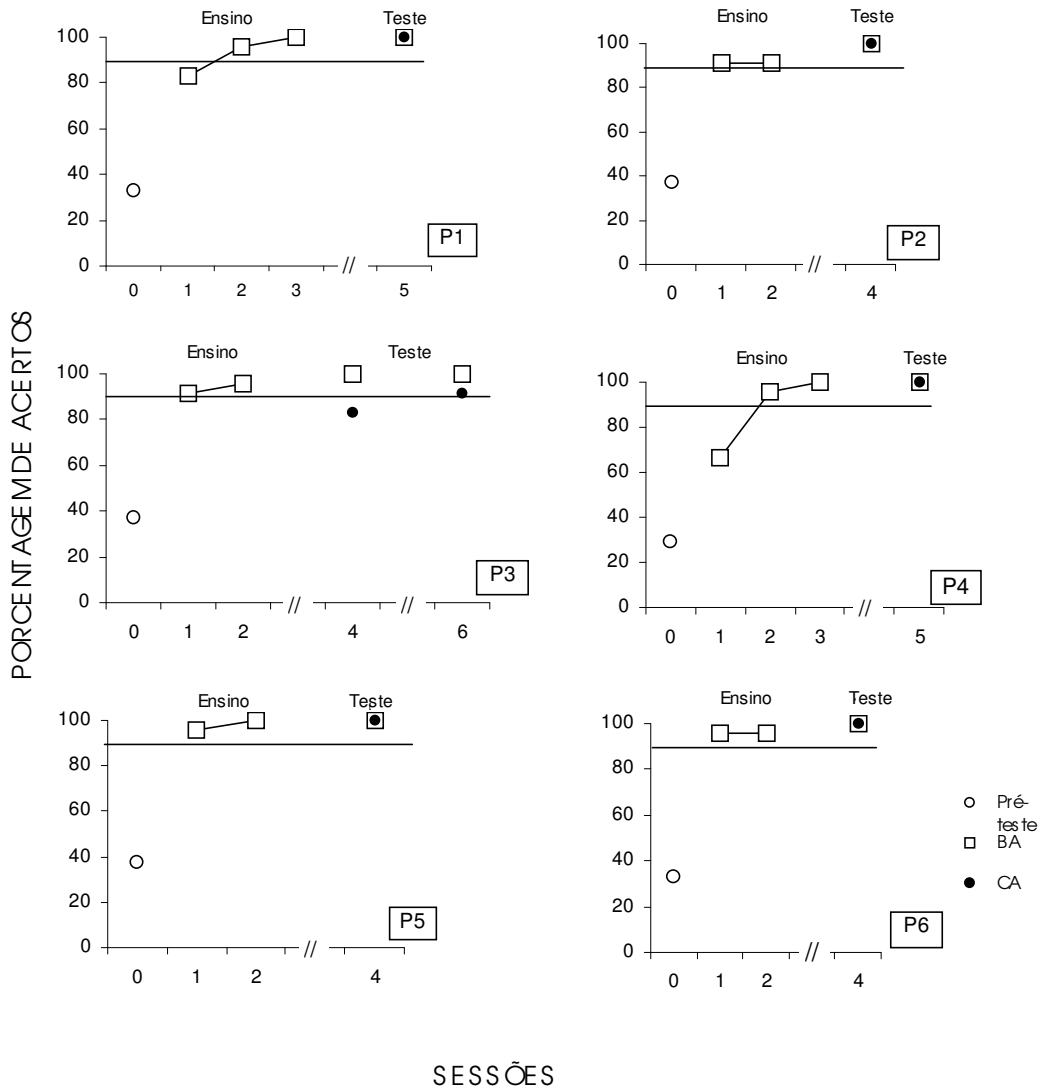 PORCENTAGEM DE ACERTOS
Ensino Teste
100
80
60
40
20
0
0 1 2 3 // 5
P1
Ensino Teste
100
80
60
40
20
0
0 1 2 // 4
P2
Ensino Teste
100
80
60
40
20
0
0 1 2 // 4 // 6
P3
Ensino Teste
100
80
60
40
20
0
0 1 2 3 // 5
P4
Ensino Teste
100
80
60
40
20
0
0 1 2 // 4
P5
Ensino Teste
100
80
60
40
20
0
0 1 2 // 4
P6
Pré-
teste
BA
CA
SESSÕES